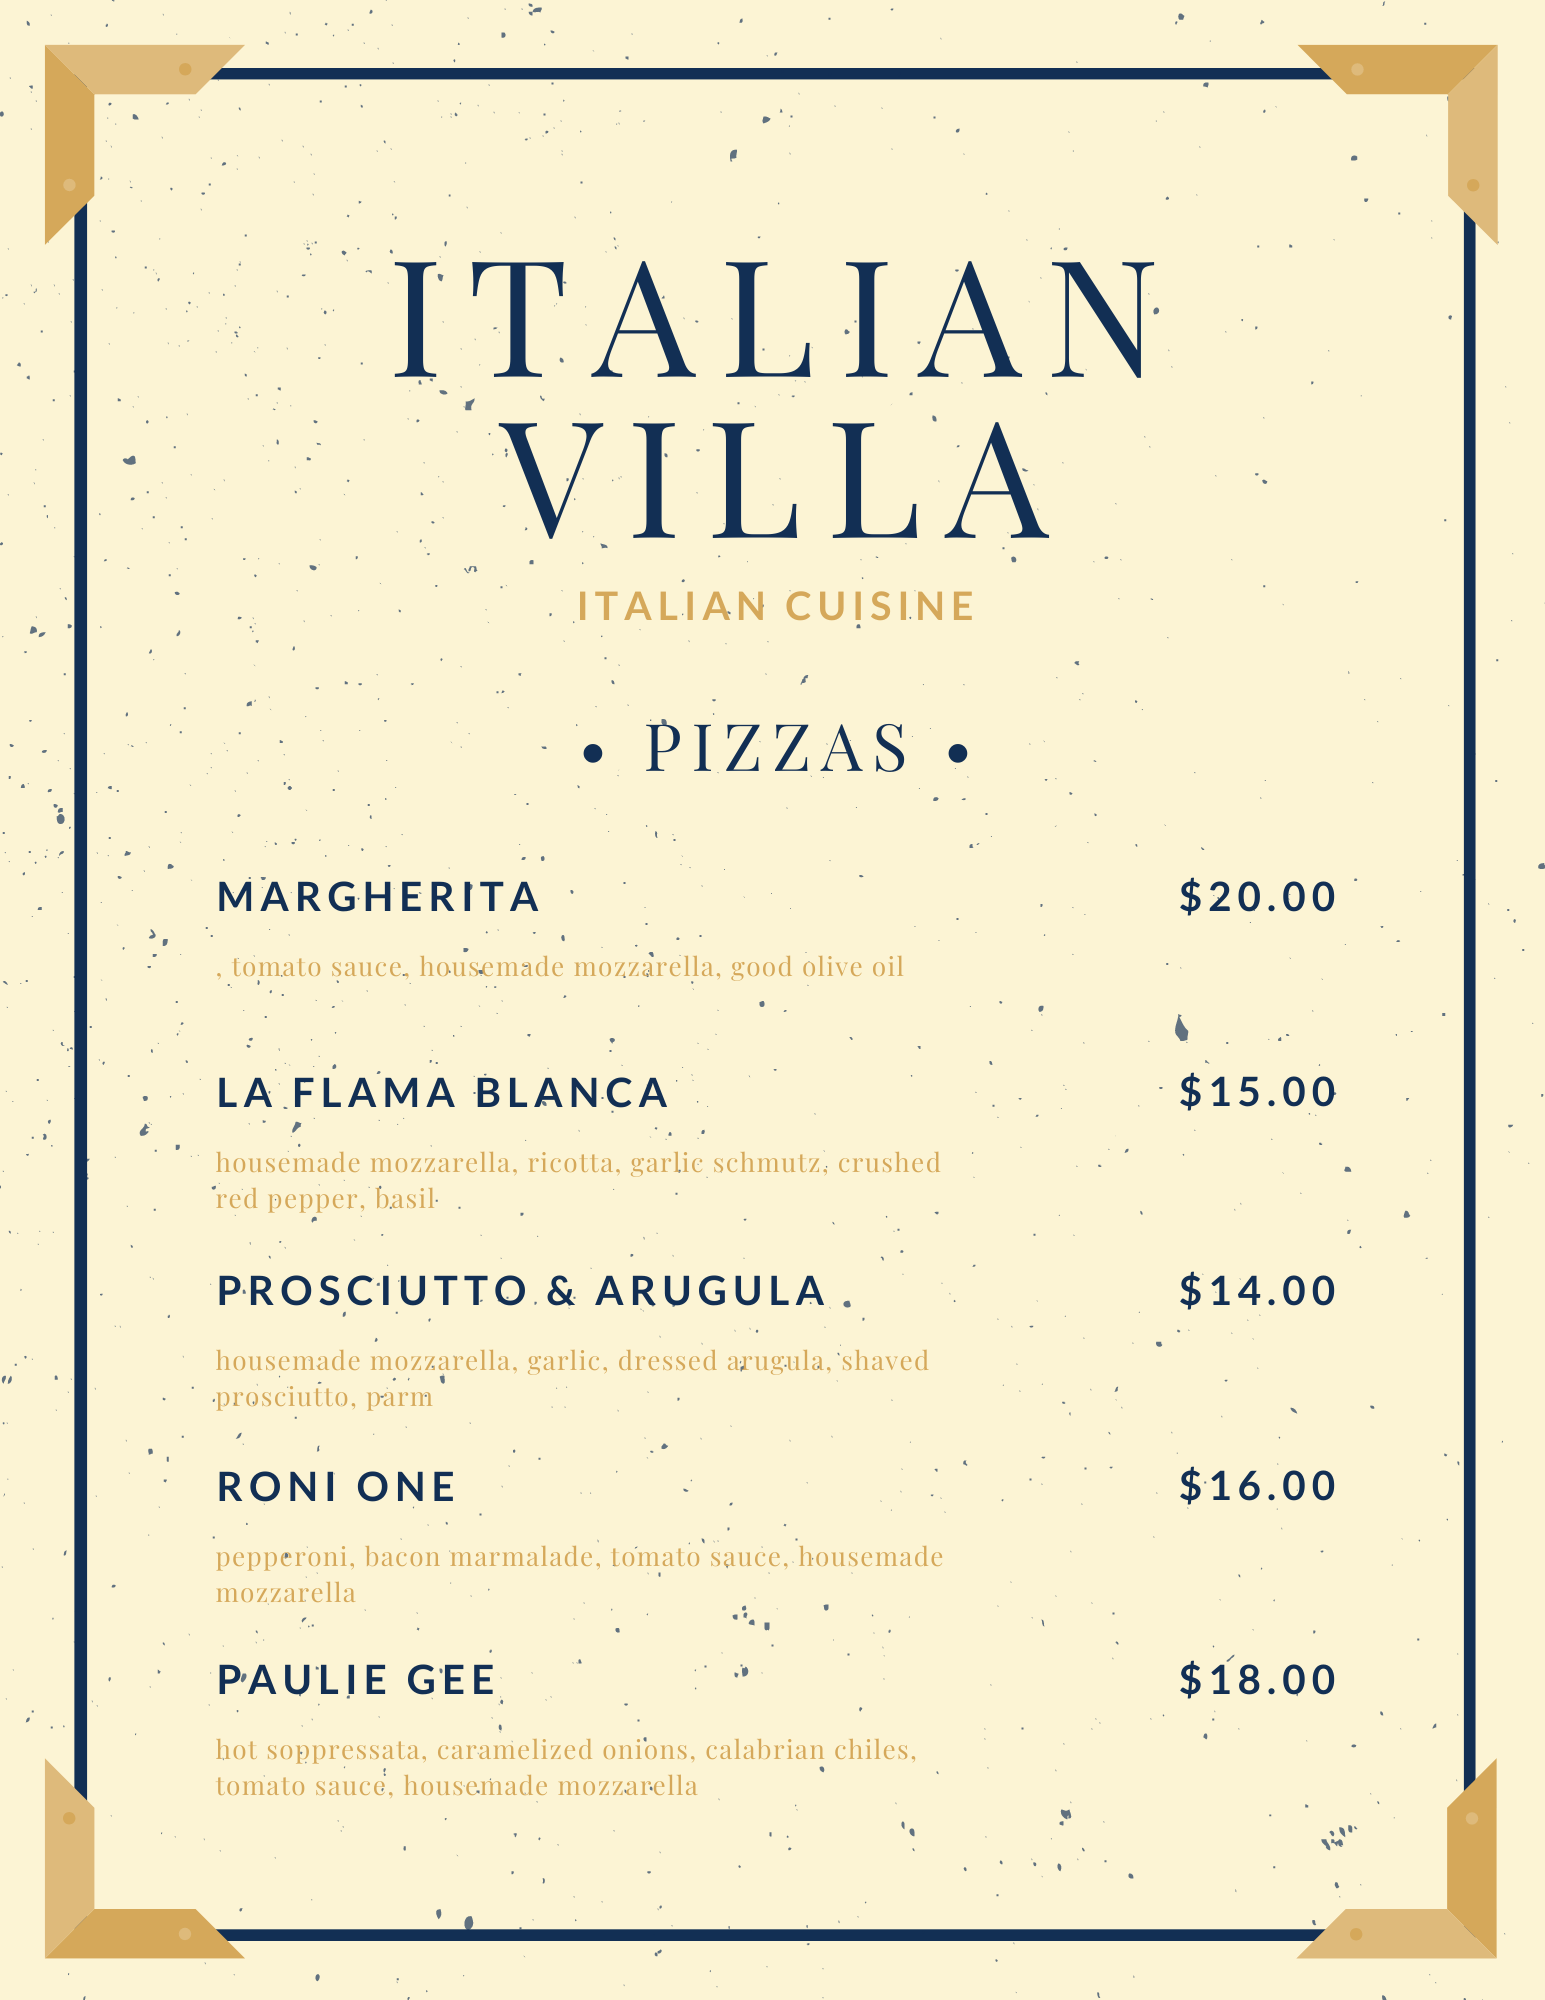 ITALIAN
VILLA
ITALIAN CUISINE
• PIZZAS •
MARGHERITA $20.00
, tomato sauce, housemade mozzarella, good olive oil
LA FLAMA BLANCA $15.00
housemade mozzarella, ricotta, garlic schmutz, crushed
red pepper, basil
PROSCIUTTO & ARUGULA $14.00
housemade mozzarella, garlic, dressed arugula, shaved
prosciutto, parm
RONI ONE $16.00
pepperoni, bacon marmalade, tomato sauce, housemade
mozzarella
PAULIE GEE $18.00
hot soppressata, caramelized onions, calabrian chiles,
tomato sauce, housemade mozzarella